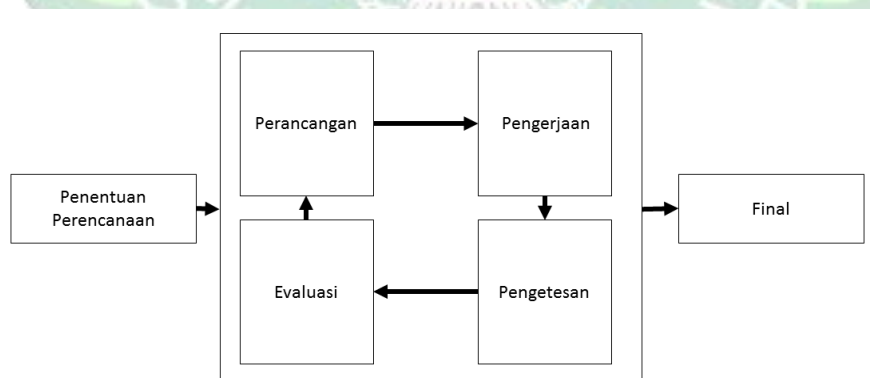 Perancangan
Pengerjaan
Penentuan
Perencanaan
Final
Evaluasi
Pengetesan